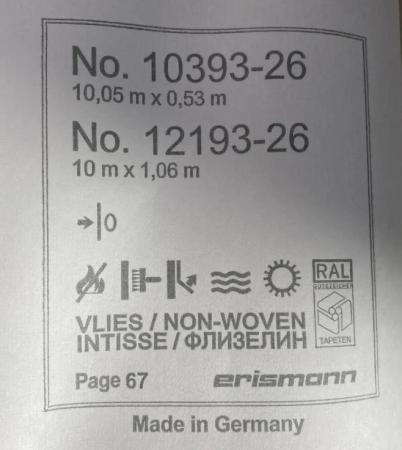 No. 10393-26
10,05 m x 0,53 m
No. 12193-26
10 m x 1,06 m
0
RAL
GÜTEZEICHEN
TAPETEN
VLIES / NON-WOVEN
INTISSE / ФЛИЗЕЛИН
Page 67
erismann
Made in Germany